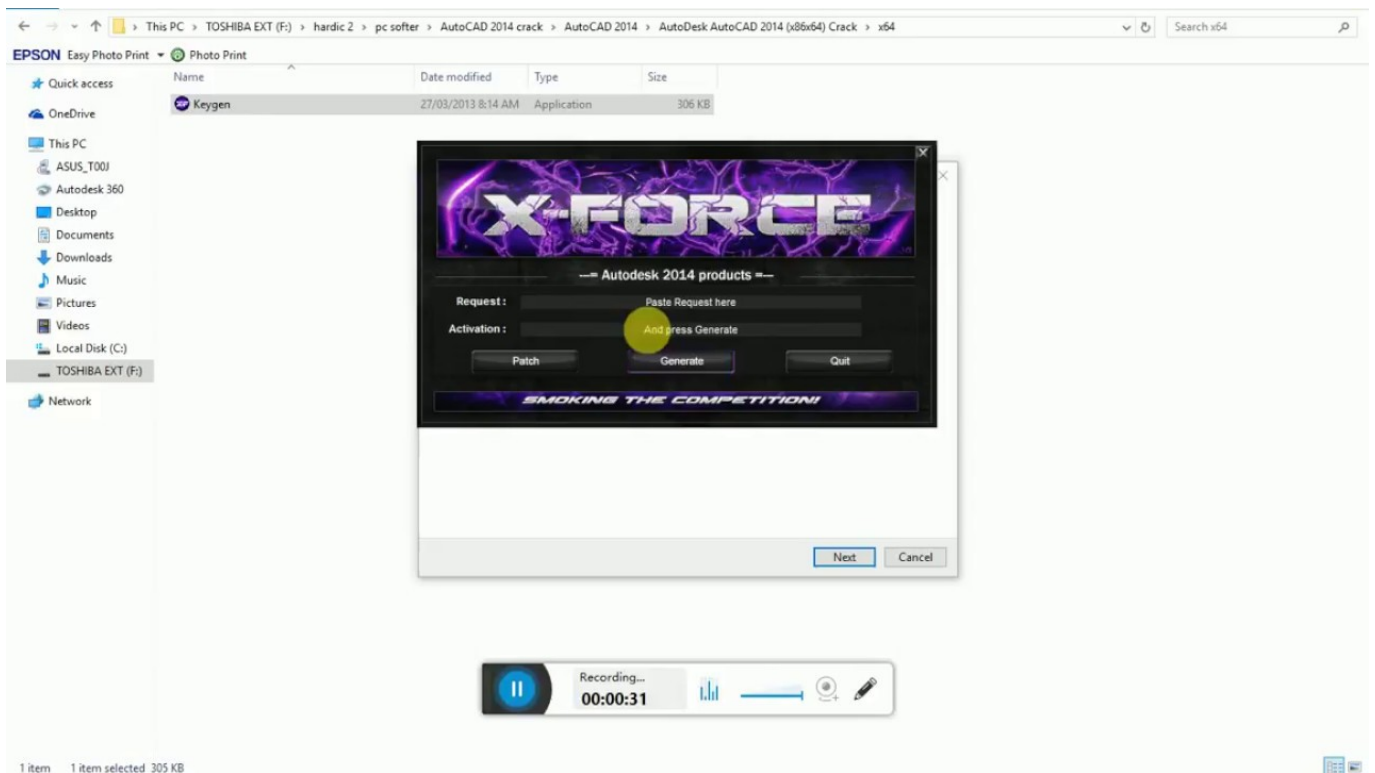 This PC > TOSHIBA EXT (F:) > hardic 2 > pc softer > AutoCAD 2014 crack > AutoCAD 2014 > AutoDesk AutoCAD 2014 (x86x64) Crack > x64
Search x64
EPSON Easy Photo Print
Photo Print
Name Date modified Type Size
Keygen 27/03/2013 8:14 AM Application 306 KB
Quick access
OneDrive
This PC
ASUS_T00J
Autodesk 360
Desktop
Documents
Downloads
Music
Pictures
Videos
Local Disk (C:)
TOSHIBA EXT (F:)
Network
X-FORCE
---= Autodesk 2014 products =---
Request : Paste Request here
Activation : And press Generate
Patch Generate Quit
SMOKING THE COMPETITION!
Next Cancel
Recording...
00:00:31
1 item 1 item selected 305 KB